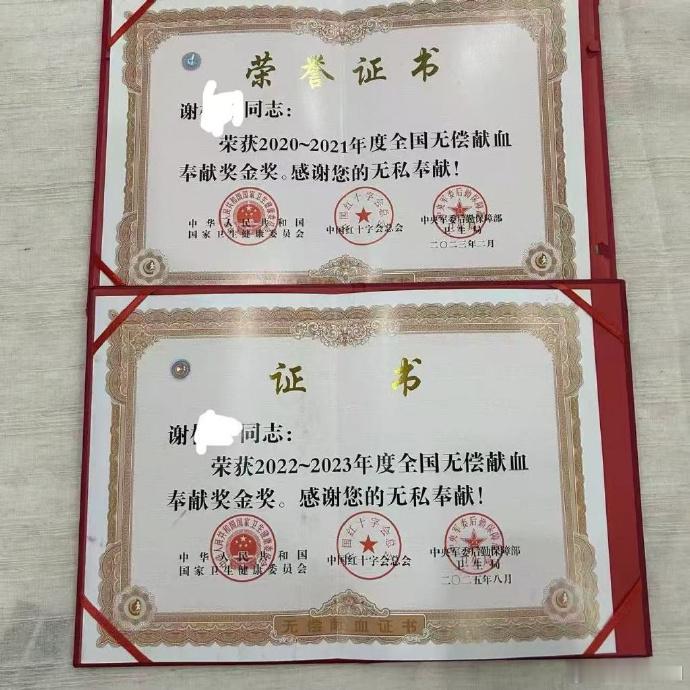 荣誉证书
谢 同志：
荣获2020~2021年度全国无偿献血
奉献奖金奖。感谢您的无私奉献！
中华人民共和国
国家卫生健康委员会
中国红十字会总会
中央军委后勤保障部
卫生局
二〇二三年二月
证书
谢 同志：
荣获2022~2023年度全国无偿献血
奉献奖金奖。感谢您的无私奉献！
中华人民共和国
国家卫生健康委员会
中国红十字会总会
中央军委后勤保障部
卫生局
二〇二五年八月
无偿献血证书